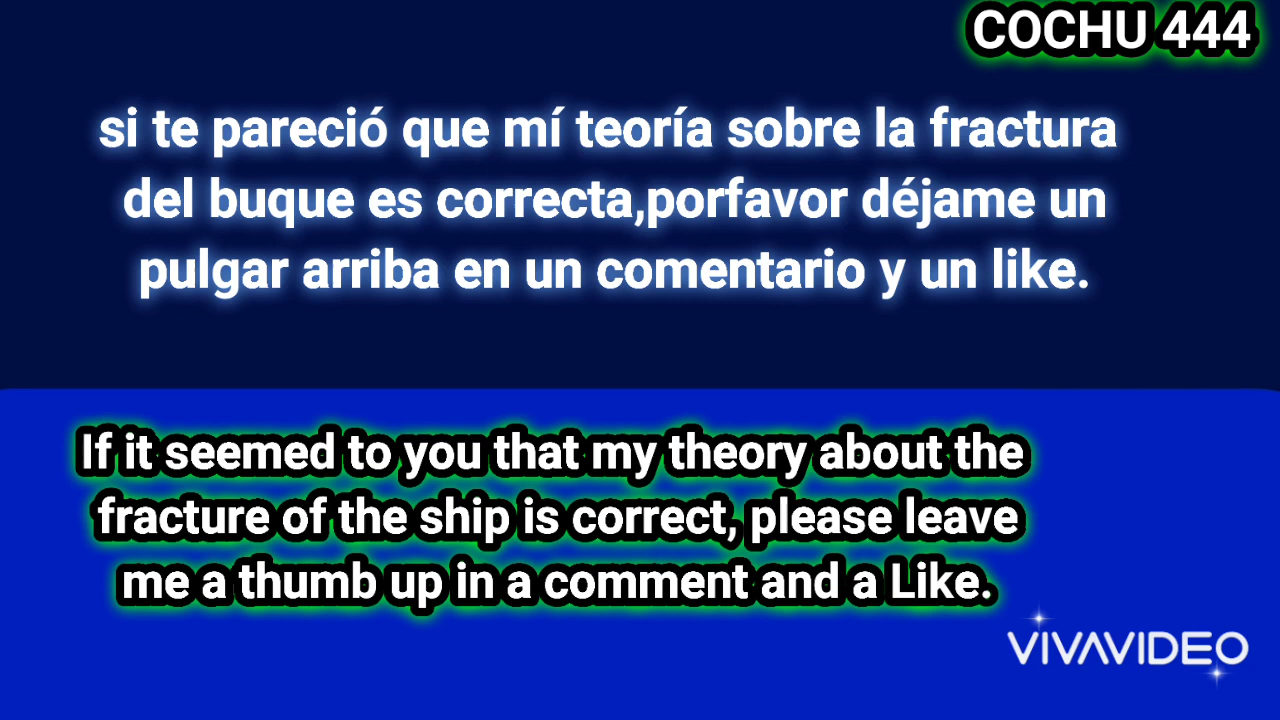 COCHU 444
si te pareció que mí teoría sobre la fractura
del buque es correcta,porfavor déjame un
pulgar arriba en un comentario y un like.
If it seemed to you that my theory about the
fracture of the ship is correct, please leave
me a thumb up in a comment and a Like.
VIVAVIDEO